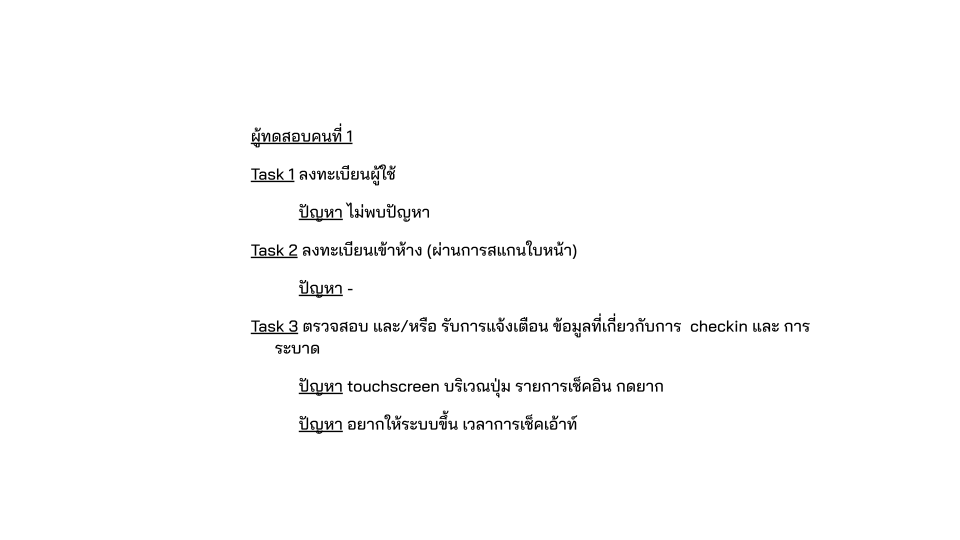 ผู้ทดสอบคนที่ 1
Task 1 ลงทะเบียนผู้ใช้
ปัญหา ไม่พบปัญหา
Task 2 ลงทะเบียนเข้าห้าง (ผ่านการสแกนใบหน้า)
ปัญหา -
Task 3 ตรวจสอบ และ/หรือ รับการแจ้งเตือน ข้อมูลที่เกี่ยวกับการ checkin และ การ
ระบาด
ปัญหา touchscreen บริเวณปุ่ม รายการเช็คอิน กดยาก
ปัญหา อยากให้ระบบขึ้น เวลาการเช็คเอ้าท์